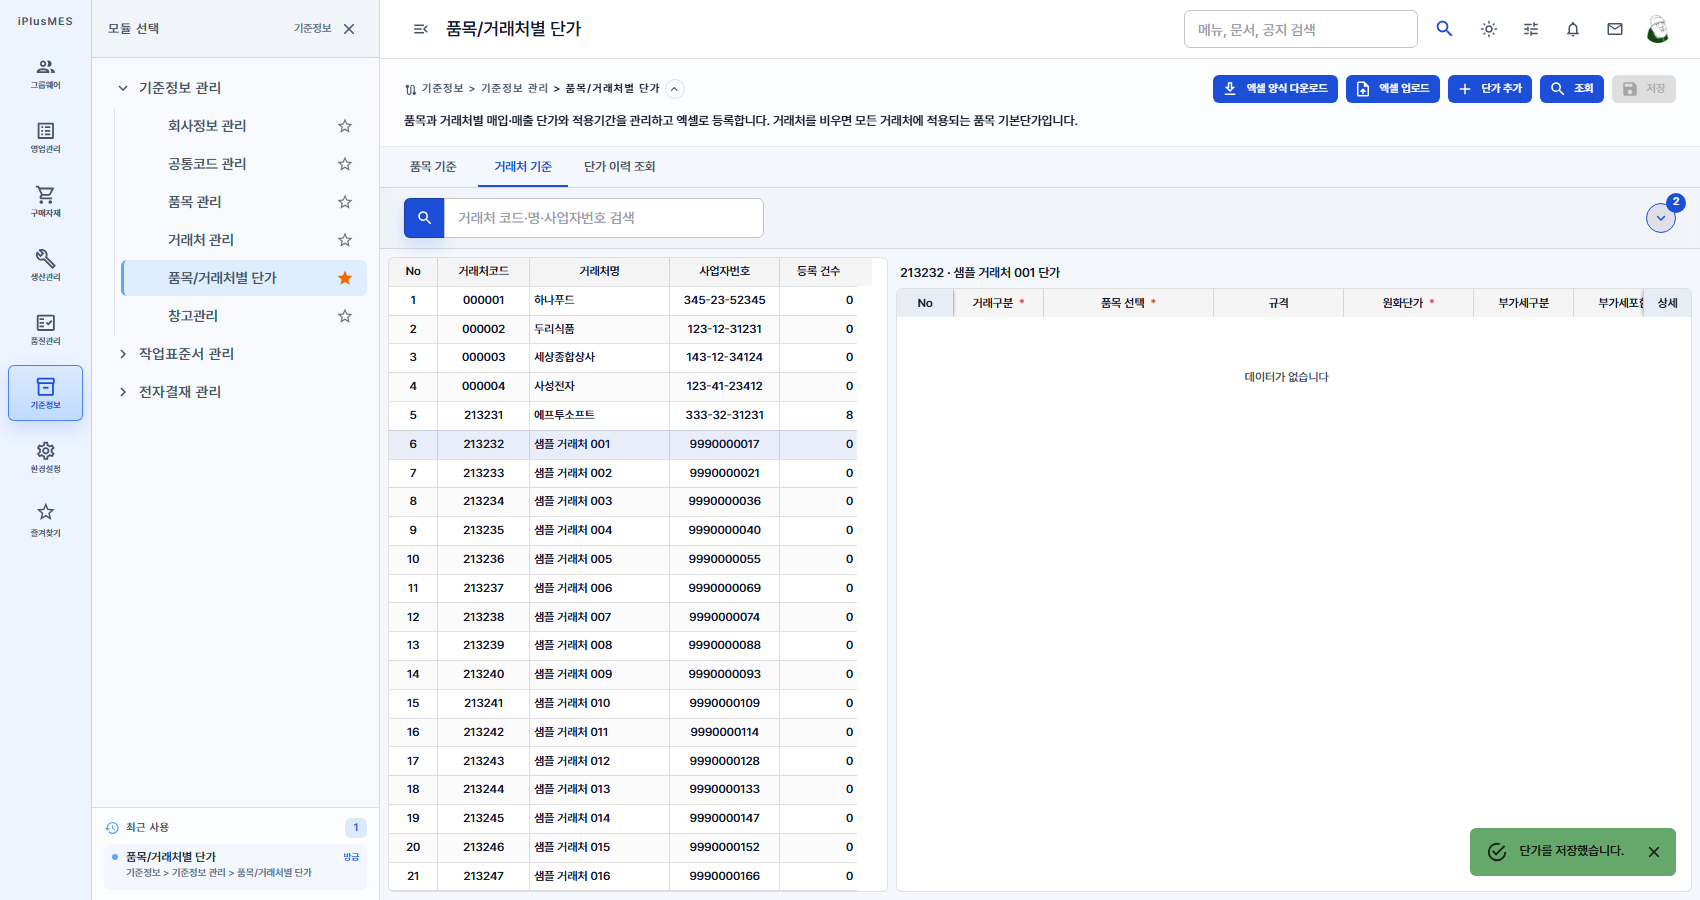 iPlusMES
그룹웨어
영업관리
구매자재
생산관리
품질관리
기준정보
환경설정
즐겨찾기
모듈 선택
기준정보
기준정보 관리
회사정보 관리
공통코드 관리
품목 관리
거래처 관리
품목/거래처별 단가
창고관리
작업표준서 관리
전자결재 관리
최근 사용
1
품목/거래처별 단가
방금
기준정보 > 기준정보 관리 > 품목/거래처별 단가
품목/거래처별 단가
메뉴, 문서, 공지 검색
기준정보 > 기준정보 관리 > 품목/거래처별 단가
엑셀 양식 다운로드
엑셀 업로드
단가 추가
조회
저장
품목과 거래처별 매입·매출 단가와 적용기간을 관리하고 엑셀로 등록합니다. 거래처를 비우면 모든 거래처에 적용되는 품목 기본단가입니다.
품목 기준
거래처 기준
단가 이력 조회
거래처 코드·명·사업자번호 검색
2
No 거래처코드 거래처명 사업자번호 등록 건수
1 000001 하나푸드 345-23-52345 0
2 000002 두리식품 123-12-31231 0
3 000003 세상종합상사 143-12-34124 0
4 000004 사성전자 123-41-23412 0
5 213231 에프투소프트 333-32-31231 8
6 213232 샘플 거래처 001 9990000017 0
7 213233 샘플 거래처 002 9990000021 0
8 213234 샘플 거래처 003 9990000036 0
9 213235 샘플 거래처 004 9990000040 0
10 213236 샘플 거래처 005 9990000055 0
11 213237 샘플 거래처 006 9990000069 0
12 213238 샘플 거래처 007 9990000074 0
13 213239 샘플 거래처 008 9990000088 0
14 213240 샘플 거래처 009 9990000093 0
15 213241 샘플 거래처 010 9990000109 0
16 213242 샘플 거래처 011 9990000114 0
17 213243 샘플 거래처 012 9990000128 0
18 213244 샘플 거래처 013 9990000133 0
19 213245 샘플 거래처 014 9990000147 0
20 213246 샘플 거래처 015 9990000152 0
21 213247 샘플 거래처 016 9990000166 0
213232 · 샘플 거래처 001 단가
No 거래구분 * 품목 선택 * 규격 원화단가 * 부가세구분 부가세포함 상세
데이터가 없습니다
단가를 저장했습니다.